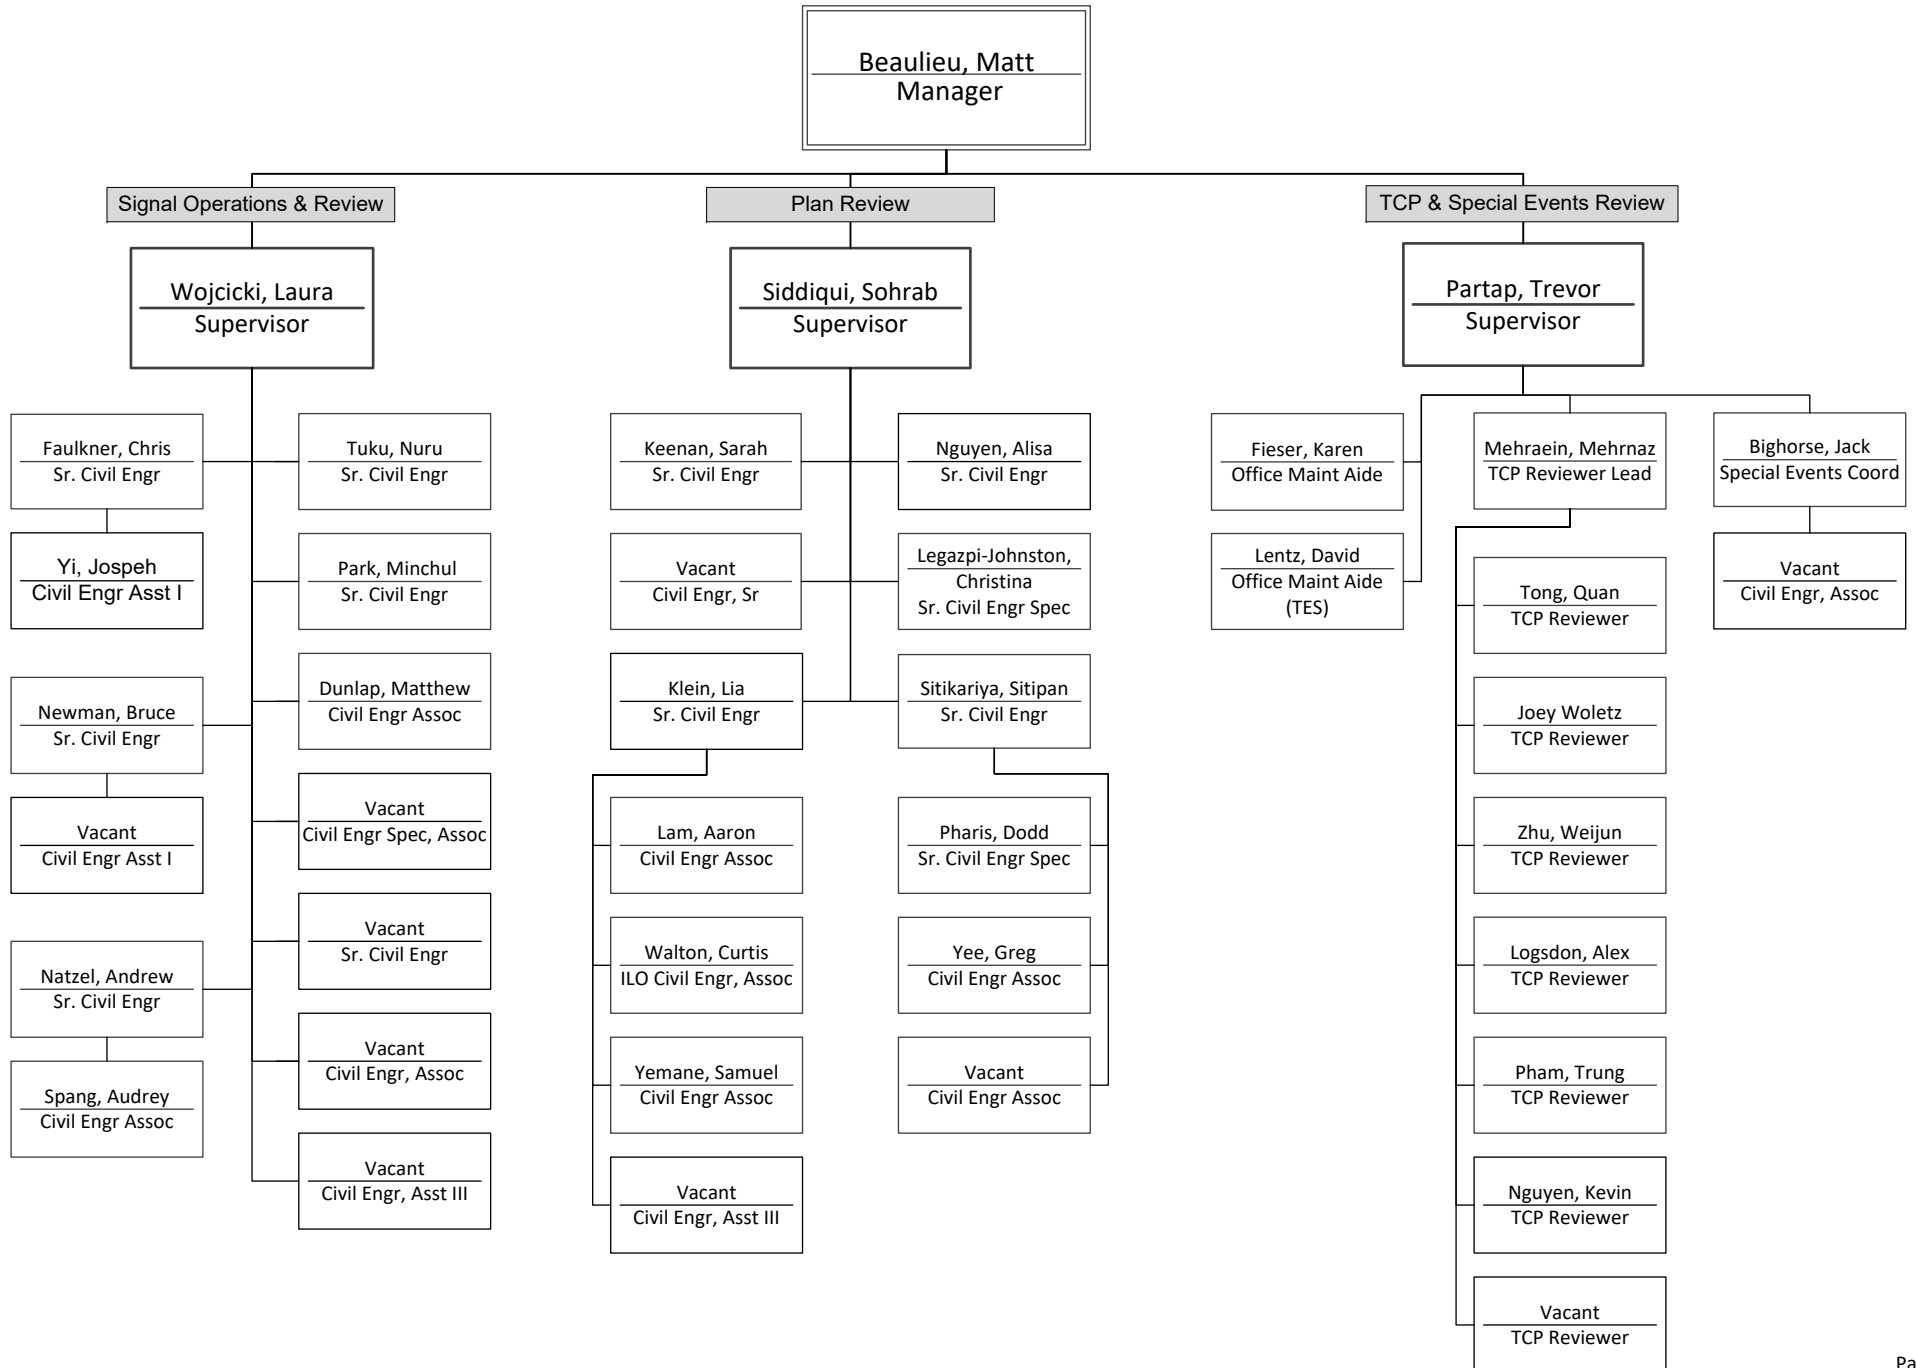 Beaulieu, Matt
Manager
Signal Operations & Review
Plan Review
TCP & Special Events Review
Wojcicki, Laura
Supervisor
Siddiqui, Sohrab
Supervisor
Partap, Trevor
Supervisor
Faulkner, Chris
Sr. Civil Engr
Yi, Jospeh
Civil Engr Asst I
Newman, Bruce
Sr. Civil Engr
Vacant
Civil Engr Asst I
Natzel, Andrew
Sr. Civil Engr
Spang, Audrey
Civil Engr Assoc
Tuku, Nuru
Sr. Civil Engr
Park, Minchul
Sr. Civil Engr
Dunlap, Matthew
Civil Engr Assoc
Vacant
Civil Engr Spec, Assoc
Vacant
Sr. Civil Engr
Vacant
Civil Engr, Assoc
Vacant
Civil Engr, Asst III
Keenan, Sarah
Sr. Civil Engr
Vacant
Civil Engr, Sr
Klein, Lia
Sr. Civil Engr
Lam, Aaron
Civil Engr Assoc
Walton, Curtis
ILO Civil Engr, Assoc
Yemane, Samuel
Civil Engr Assoc
Vacant
Civil Engr, Asst III
Nguyen, Alisa
Sr. Civil Engr
Legazpi-Johnston,
Christina
Sr. Civil Engr Spec
Sitikariya, Sitipan
Sr. Civil Engr
Pharis, Dodd
Sr. Civil Engr Spec
Yee, Greg
Civil Engr Assoc
Vacant
Civil Engr Assoc
Fieser, Karen
Office Maint Aide
Lentz, David
Office Maint Aide
(TES)
Mehraein, Mehrnaz
TCP Reviewer Lead
Tong, Quan
TCP Reviewer
Joey Woletz
TCP Reviewer
Zhu, Weijun
TCP Reviewer
Logsdon, Alex
TCP Reviewer
Pham, Trung
TCP Reviewer
Nguyen, Kevin
TCP Reviewer
Vacant
TCP Reviewer
Bighorse, Jack
Special Events Coord
Vacant
Civil Engr, Assoc
Pa